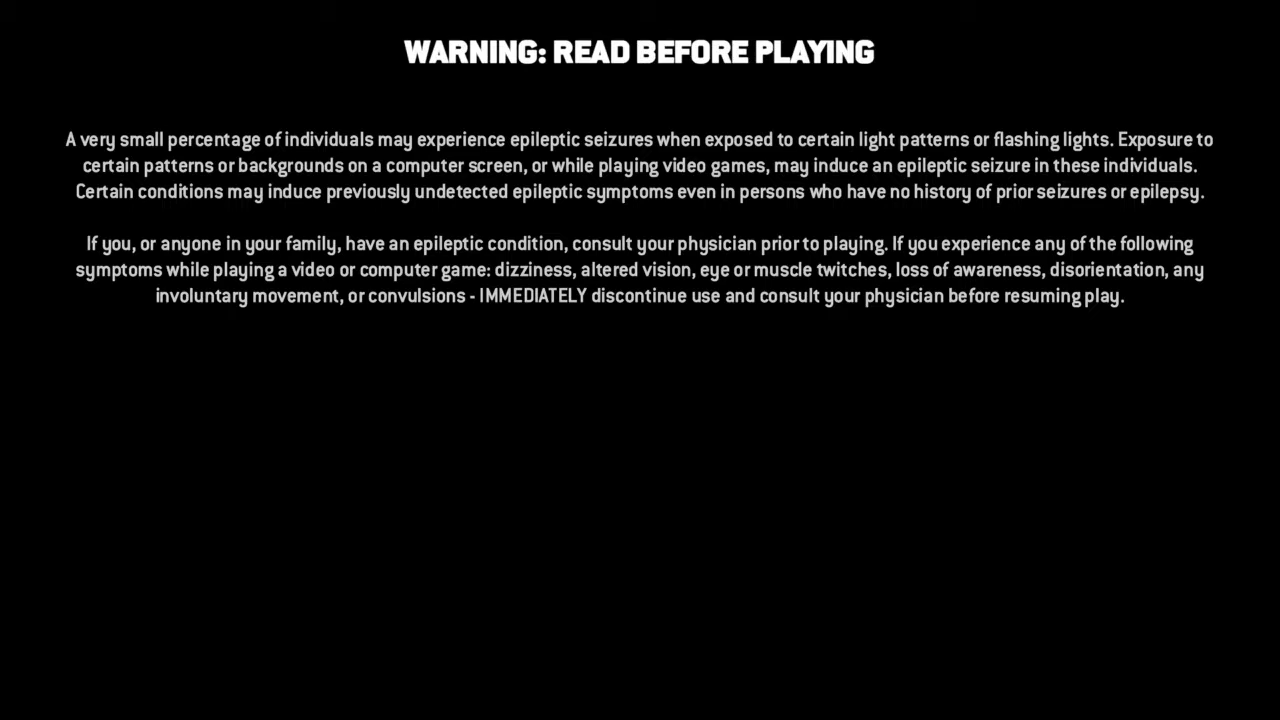 WARNING: READ BEFORE PLAYING
A very small percentage of individuals may experience epileptic seizures when exposed to certain light patterns or flashing lights. Exposure to
certain patterns or backgrounds on a computer screen, or while playing video games, may induce an epileptic seizure in these individuals.
Certain conditions may induce previously undetected epileptic symptoms even in persons who have no history of prior seizures or epilepsy.
If you, or anyone in your family, have an epileptic condition, consult your physician prior to playing. If you experience any of the following
symptoms while playing a video or computer game: dizziness, altered vision, eye or muscle twitches, loss of awareness, disorientation, any
involuntary movement, or convulsions - IMMEDIATELY discontinue use and consult your physician before resuming play.